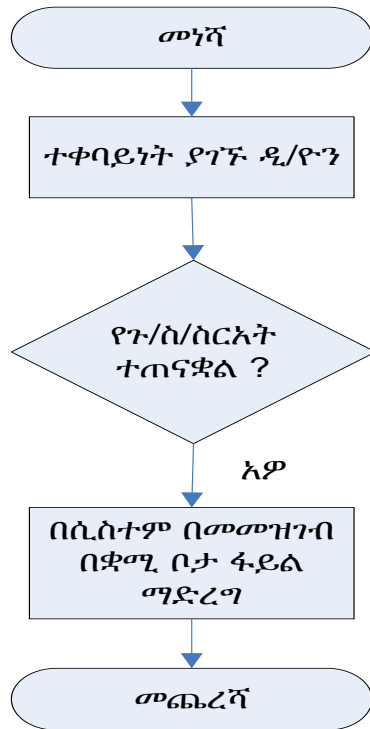 መነሻ
ተቀባይነት ያገኙ ዲ/ዮን
የጉ/ስ/ስርአት
ተጠናቋል ?
አዎ
በሲስተም በመመዝገብ
በቋሚ ቦታ ፋይል
ማድረግ
መጨረሻ